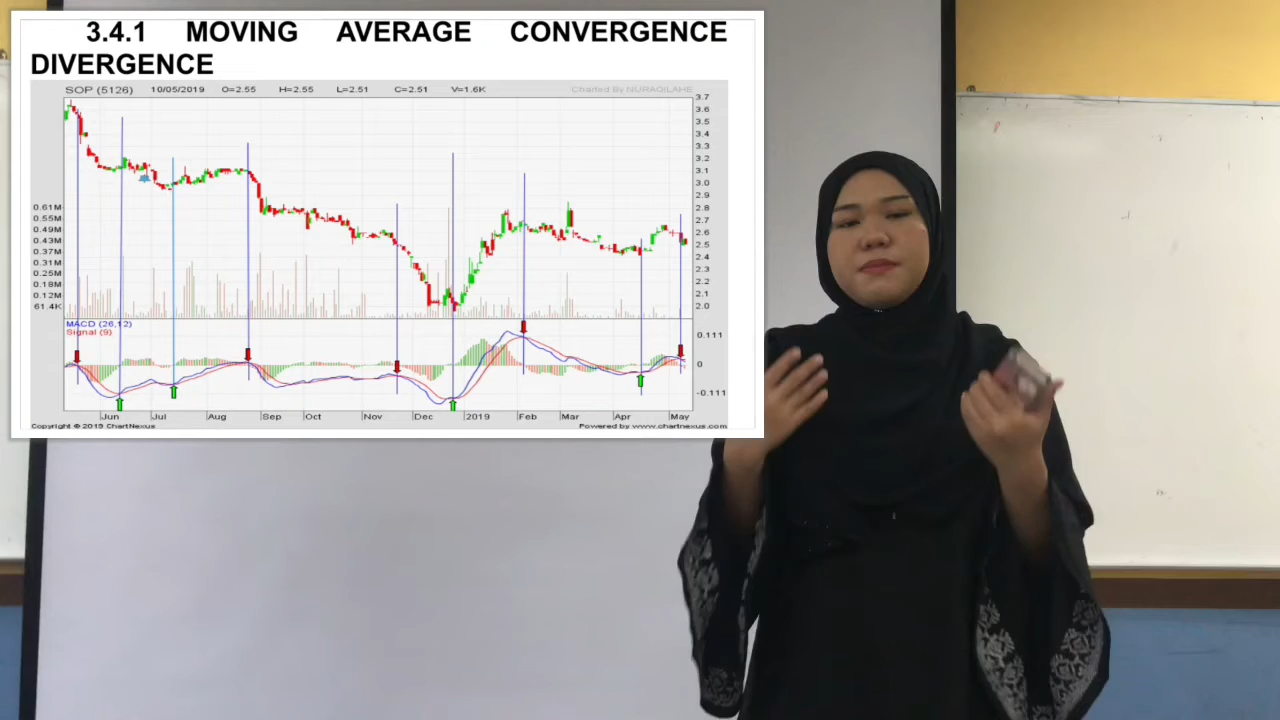 3.4.1 MOVING AVERAGE CONVERGENCE
DIVERGENCE
SOP (5126) 10/05/2019 O=2.55 H=2.55 L=2.51 C=2.51 V=1.6K Charted By NURAQILAHE
3.7
3.6
3.5
3.4
3.3
3.2
3.1
3.0
2.9
2.8
2.7
2.6
2.5
2.4
2.3
2.2
2.1
2.0
0.61M
0.55M
0.49M
0.43M
0.37M
0.31M
0.25M
0.18M
0.12M
61.4K
MACD (26,12)
Signal (9)
0.111
0
-0.111
Jun Jul Aug Sep Oct Nov Dec 2019 Feb Mar Apr May
Copyright © 2019 ChartNexus Powered by www.chartnexus.com